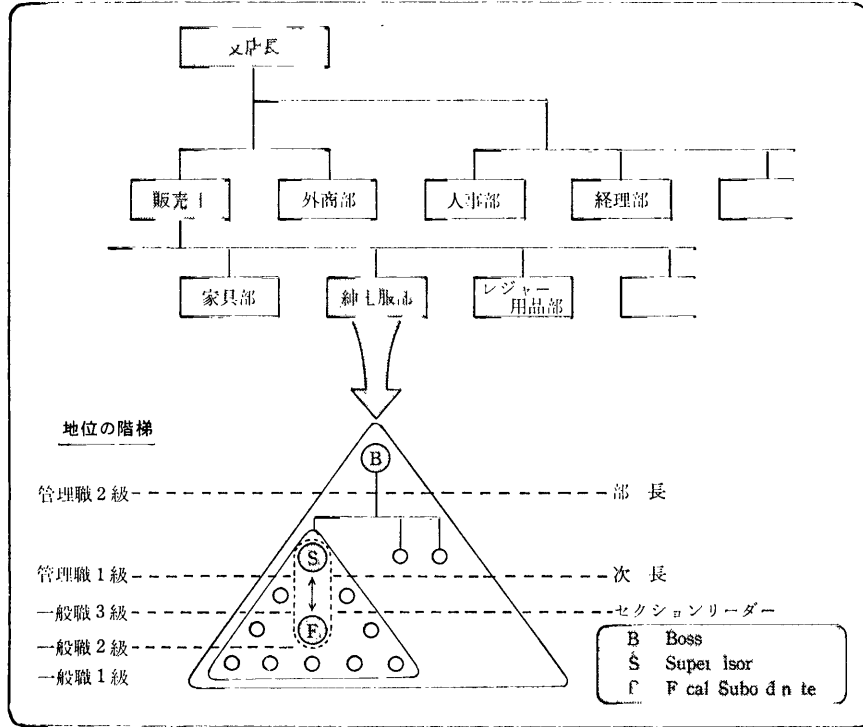 外商部
人事部
経理部
家具部
レジャー
用品部
地位の階梯
B
管理職2級
部 長
S
管理職1級
次 長
一般職3級
セクションリーダー
F
一般職2級
一般職1級
B Boss
S